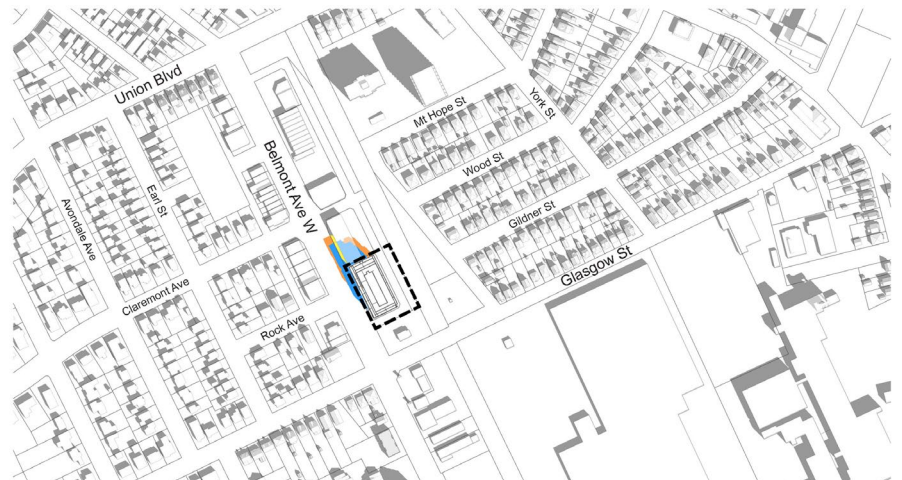 Union Blvd
Mt Hope St
York St
Belmont Ave W
Wood St
Earl St
Avondale Ave
Gildner St
Glasgow St
Claremont Ave
Rock Ave